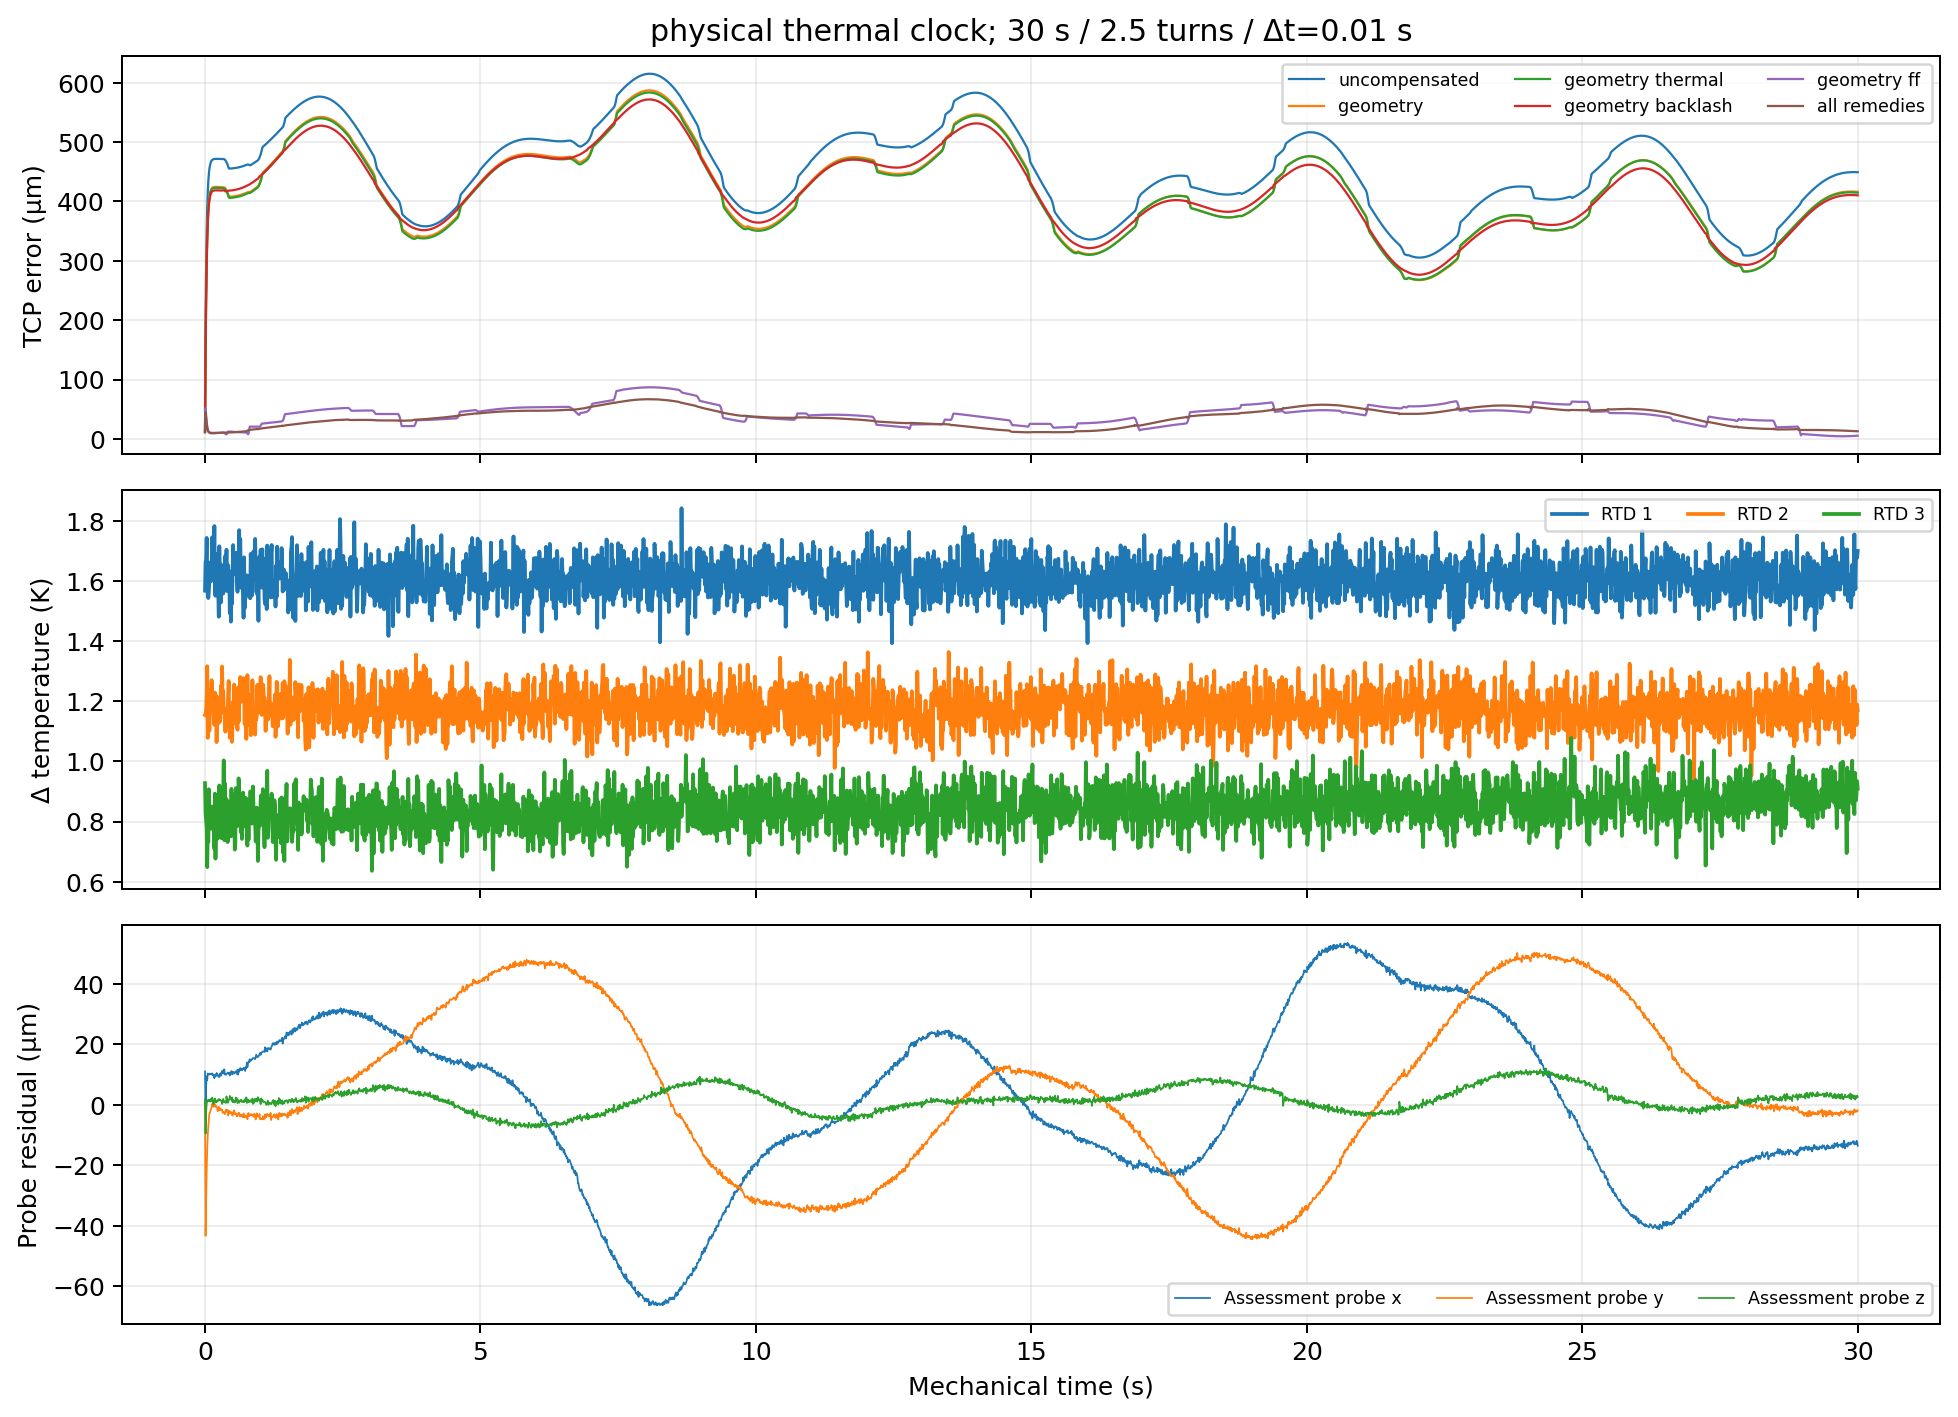 physical thermal clock; 30 s / 2.5 turns / Δt=0.01 s
TCP error (µm)
600
500
400
300
200
100
0
uncompensated
geometry
geometry thermal
geometry backlash
geometry ff
all remedies
Δ temperature (K)
1.8
1.6
1.4
1.2
1.0
0.8
0.6
RTD 1
RTD 2
RTD 3
Probe residual (µm)
40
20
0
−20
−40
−60
Assessment probe x
Assessment probe y
Assessment probe z
0
5
10
15
20
25
30
Mechanical time (s)